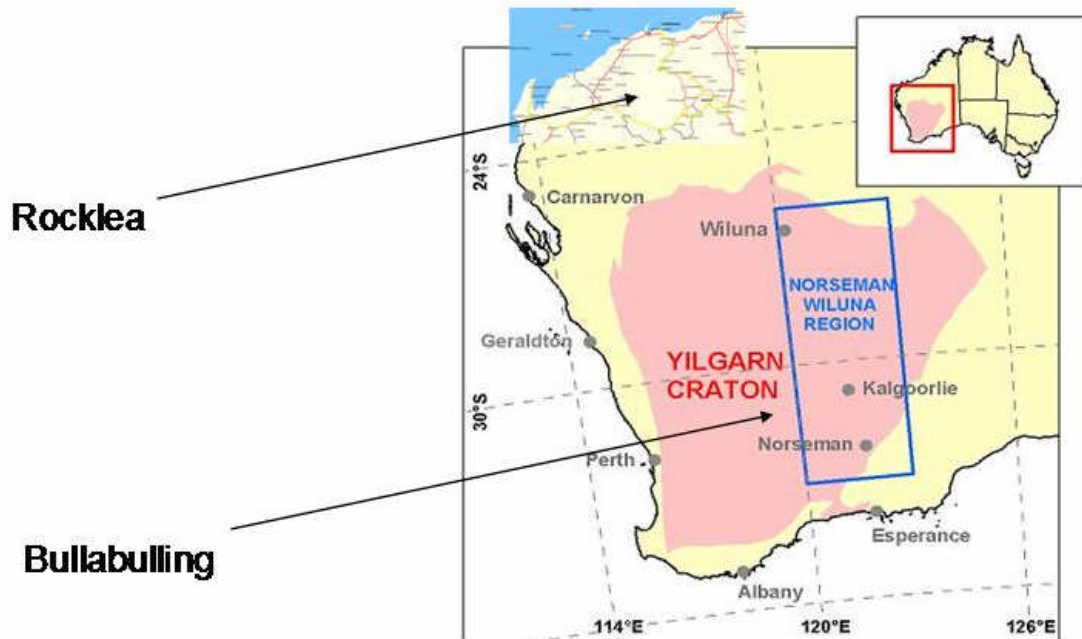 Rocklea
24°S
Carnarvon
Wiluna
NORSEMAN
WILUNA
REGION
Geraldton
YILGARN
CRATON
Kalgoorlie
30°S
Norseman
Perth
Bullabulling
Esperance
Albany
114°E
120°E
126°E